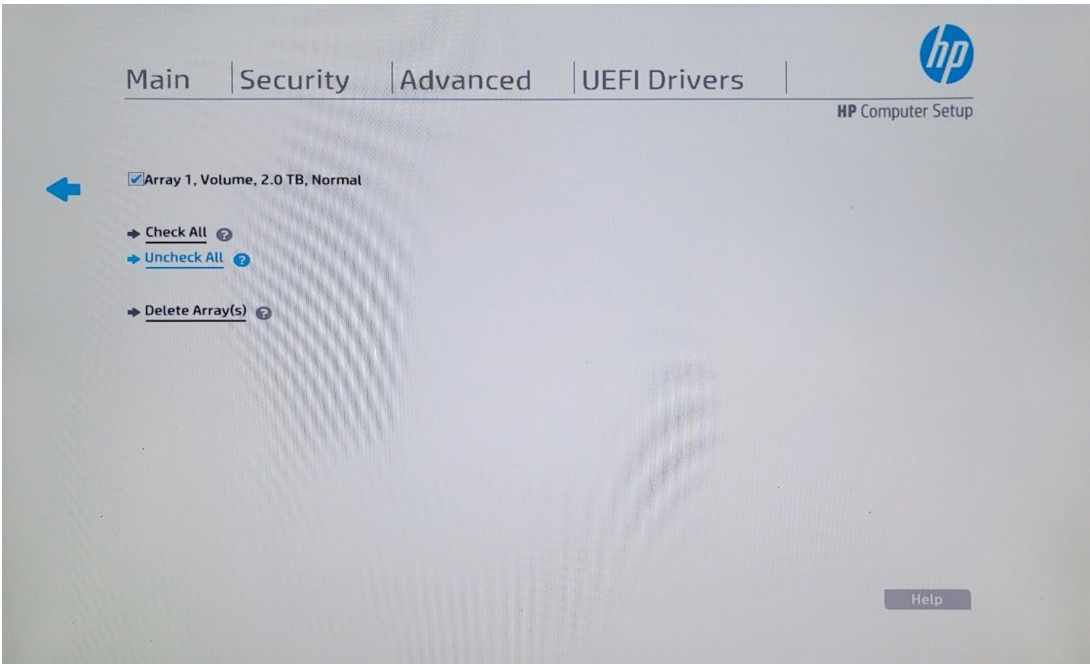 hp
Main Security Advanced UEFI Drivers
HP Computer Setup
Array 1, Volume, 2.0 TB, Normal
Check All ?
Uncheck All ?
Delete Array(s) ?
Help